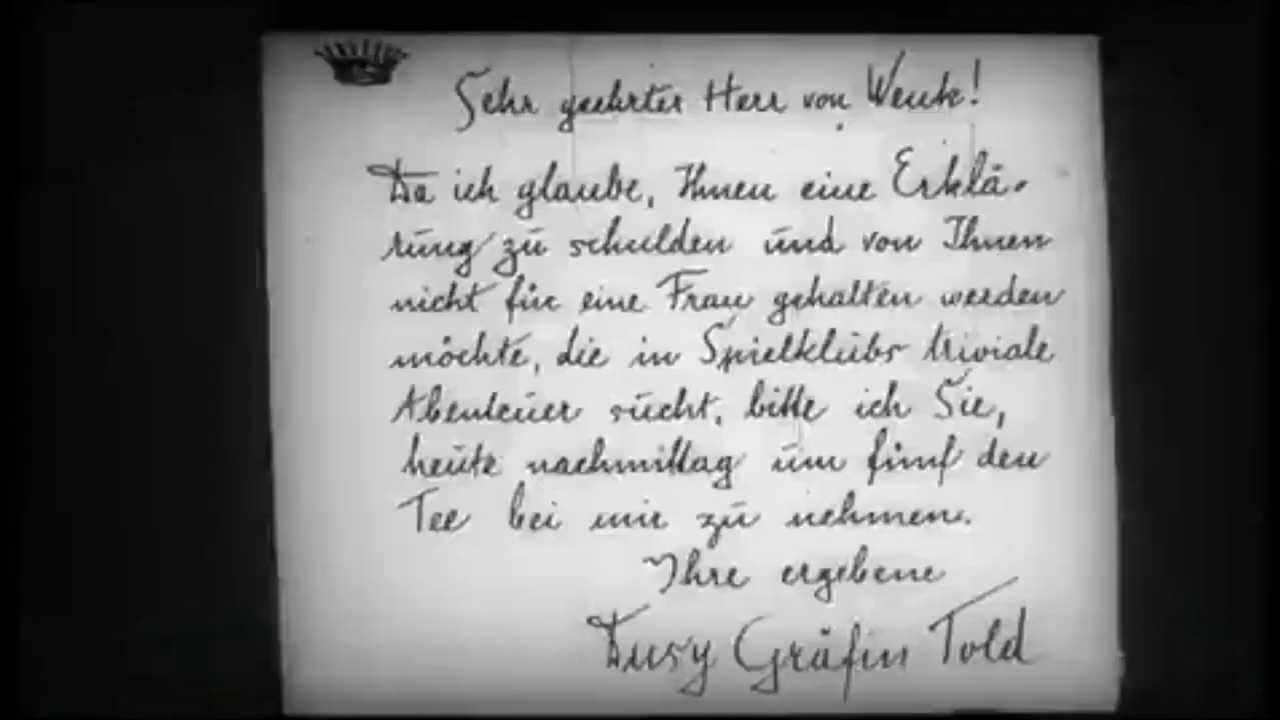 Sehr geehrter Herr von Wenk!
Da ich glaube, Ihnen eine Erklä-
rung zu schulden und von Ihnen
nicht für eine Frau gehalten werden
möchte, die in Spielklubs triviale
Abenteuer sucht, bitte ich Sie,
heute nachmittag um fünf den
Tee bei mir zu nehmen.
Ihre ergebene
Dusy Gräfin Told